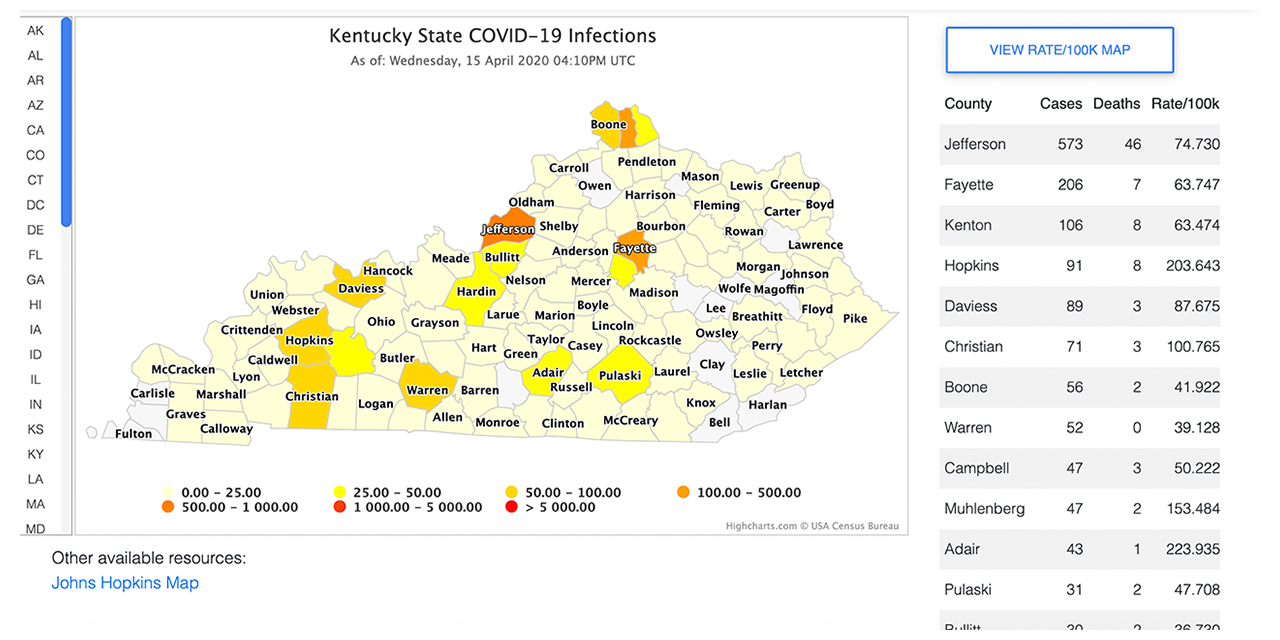 AK
AL
AR
AZ
CA
CO
CT
DC
DE
FL
GA
HI
IA
ID
IL
IN
KS
KY
LA
MA
MD
Kentucky State COVID-19 Infections
As of: Wednesday, 15 April 2020 04:10PM UTC
Boone
Carroll
Pendleton
Owen
Mason
Harrison
Lewis
Greenup
Oldham
Fleming
Carter
Boyd
Jefferson
Shelby
Bourbon
Rowan
Fayette
Anderson
Lawrence
Meade
Bullitt
Hancock
Nelson
Mercer
Morgan
Johnson
Daviess
Hardin
Madison
Wolfe
Magoffin
Union
Webster
Larue
Marion
Boyle
Lee
Breathitt
Floyd
Pike
Crittenden
Ohio
Grayson
Lincoln
Hopkins
Hart
Green
Taylor
Casey
Rockcastle
Owsley
Perry
Caldwell
Butler
McCracken
Lyon
Adair
Pulaski
Laurel
Clay
Leslie
Letcher
Carlisle
Marshall
Christian
Warren
Barren
Russell
Graves
Logan
Knox
Harlan
Fulton
Calloway
Allen
Monroe
Clinton
McCreary
Bell
0.00 - 25.00
25.00 - 50.00
50.00 - 100.00
100.00 - 500.00
500.00 - 1 000.00
1 000.00 - 5 000.00
> 5 000.00
Highcharts.com © USA Census Bureau
Other available resources:
Johns Hopkins Map
VIEW RATE/100K MAP
County Cases Deaths Rate/100k
Jefferson 573 46 74.730
Fayette 206 7 63.747
Kenton 106 8 63.474
Hopkins 91 8 203.643
Daviess 89 3 87.675
Christian 71 3 100.765
Boone 56 2 41.922
Warren 52 0 39.128
Campbell 47 3 50.222
Muhlenberg 47 2 153.484
Adair 43 1 223.935
Pulaski 31 2 47.708
Bullitt 30 2 36.730